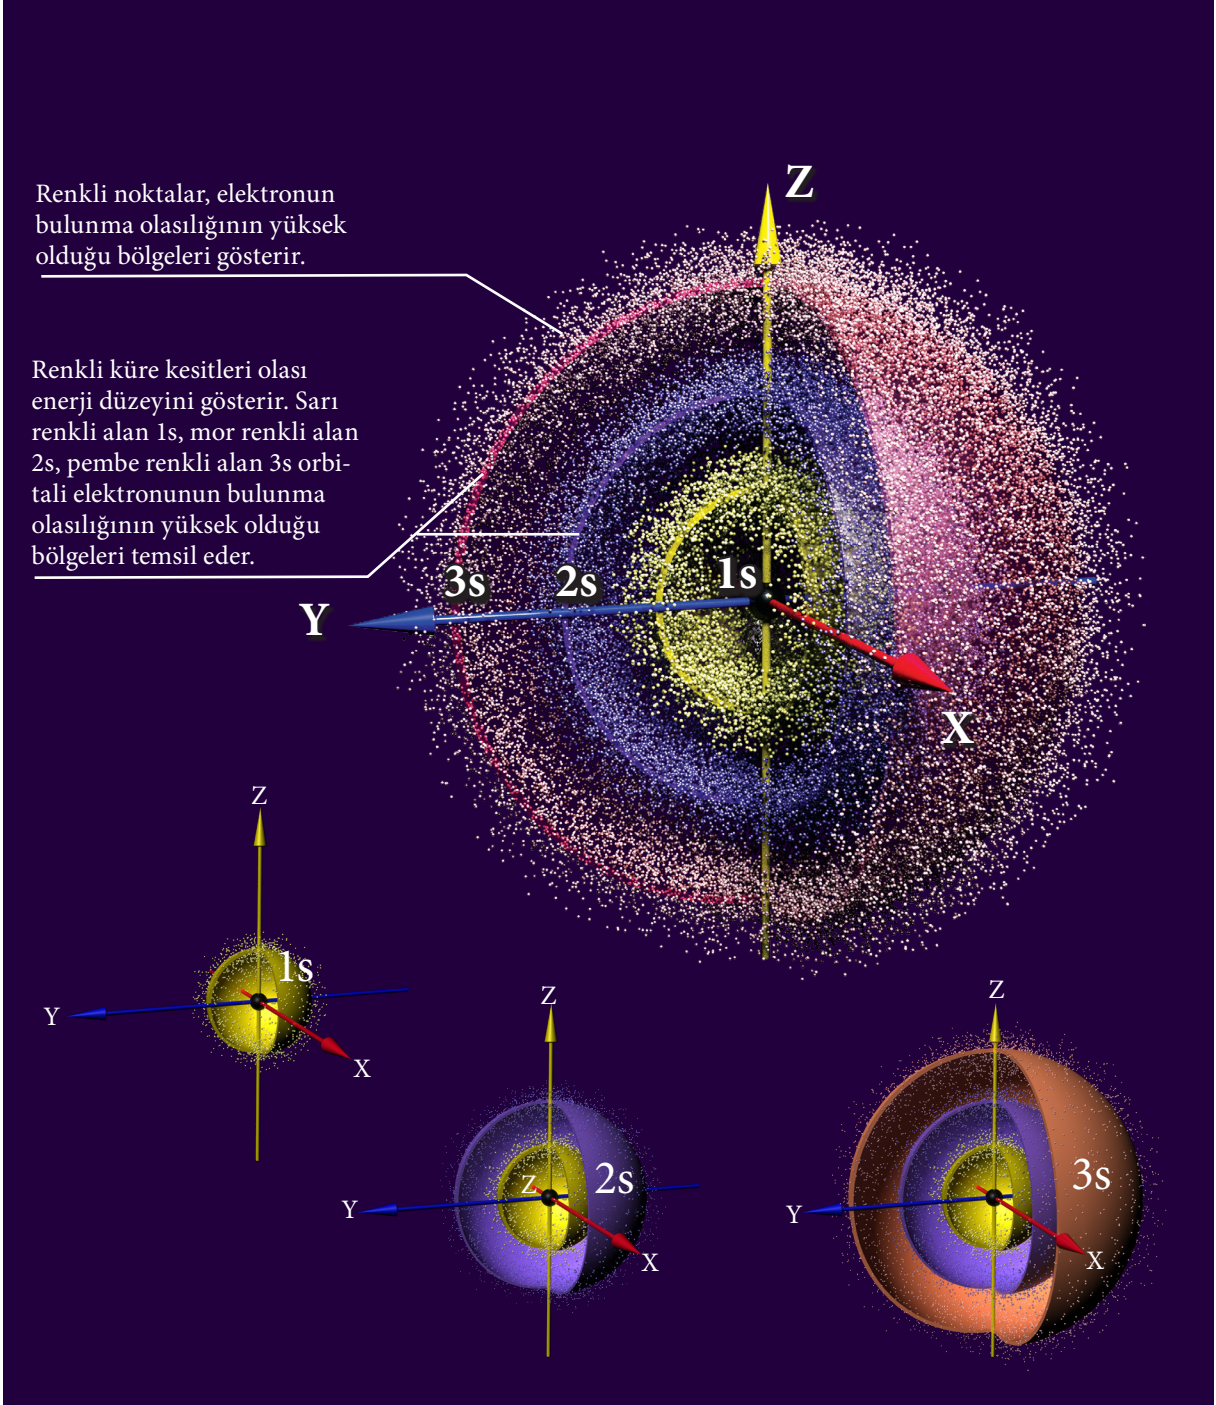 Renkli noktalar, elektronun
bulunma olasılığının yüksek
olduğu bölgeleri gösterir.
Renkli küre kesitleri olası
enerji düzeyini gösterir. Sarı
renkli alan 1s, mor renkli alan
2s, pembe renkli alan 3s orbi-
tali elektronunun bulunma
olasılığının yüksek olduğu
bölgeleri temsil eder.
Z
3s
2s
1s
Y
X
Z
1s
Y
X
Z
Z
2s
Y
X
Z
3s
Y
X